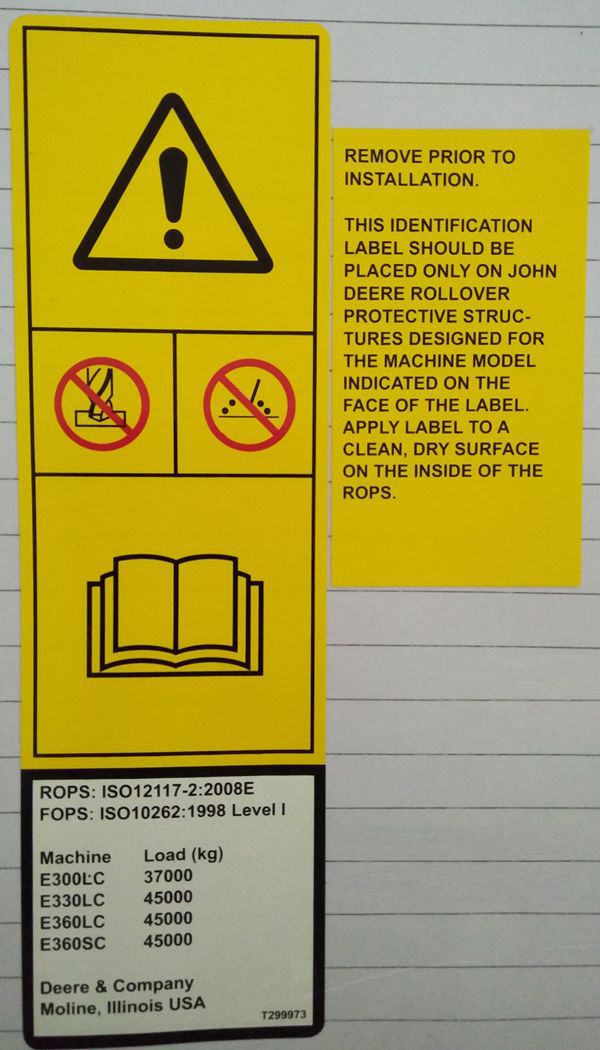 REMOVE PRIOR TO
INSTALLATION.
THIS IDENTIFICATION
LABEL SHOULD BE
PLACED ONLY ON JOHN
DEERE ROLLOVER
PROTECTIVE STRUC-
TURES DESIGNED FOR
THE MACHINE MODEL
INDICATED ON THE
FACE OF THE LABEL.
APPLY LABEL TO A
CLEAN, DRY SURFACE
ON THE INSIDE OF THE
ROPS.
ROPS: ISO12117-2:2008E
FOPS: ISO10262:1998 Level I
Machine Load (kg)
E300LC 37000
E330LC 45000
E360LC 45000
E360SC 45000
Deere & Company
Moline, Illinois USA
T299973